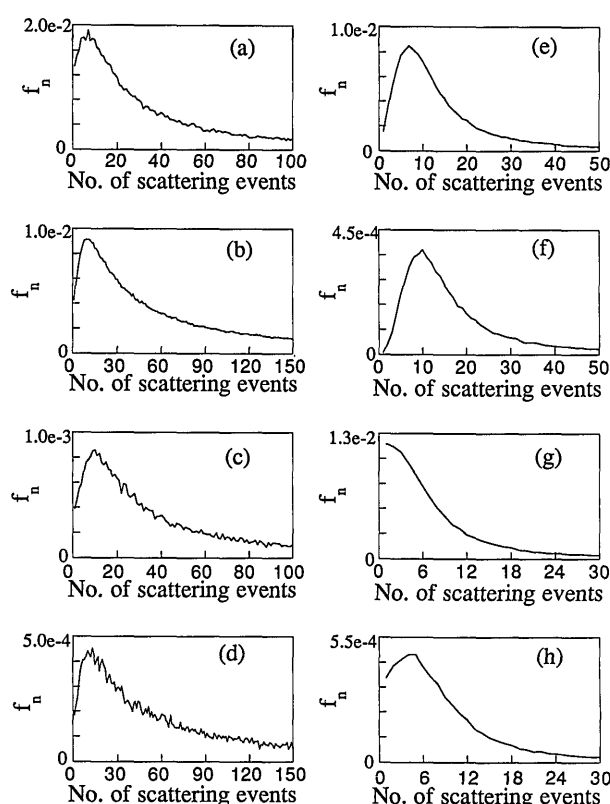 2.0e-2
(a)
f_n
0
0 20 40 60 80 100
No. of scattering events
1.0e-2
(b)
f_n
0
0 30 60 90 120 150
No. of scattering events
1.0e-3
(c)
f_n
0
0 20 40 60 80 100
No. of scattering events
5.0e-4
(d)
f_n
0
0 30 60 90 120 150
No. of scattering events
1.0e-2
(e)
f_n
0
0 10 20 30 40 50
No. of scattering events
4.5e-4
(f)
f_n
0
0 10 20 30 40 50
No. of scattering events
1.3e-2
(g)
f_n
0
0 6 12 18 24 30
No. of scattering events
5.5e-4
(h)
f_n
0
0 6 12 18 24 30
No. of scattering events